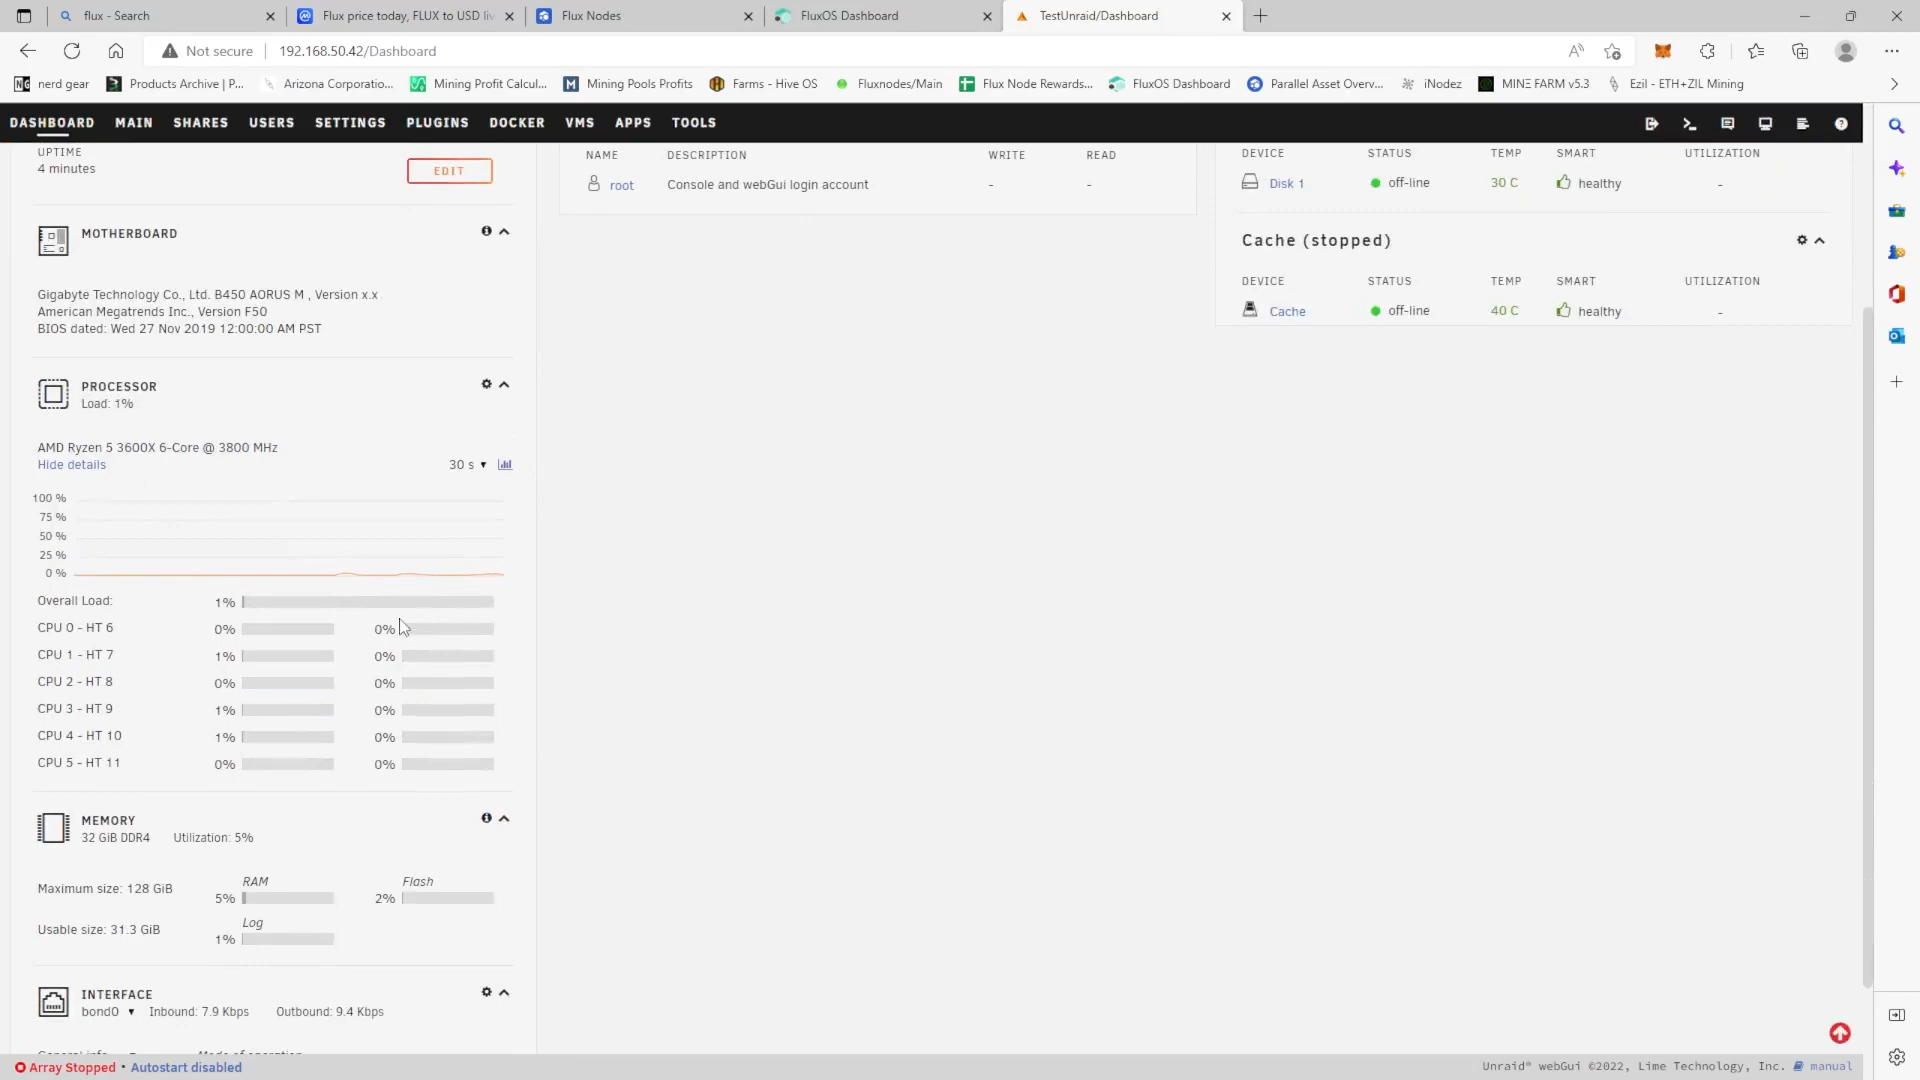 flux - Search
Flux price today, FLUX to USD liv
Flux Nodes
FluxOS Dashboard
TestUnraid/Dashboard
Not secure
192.168.50.42/Dashboard
nerd gear
Products Archive | P...
Arizona Corporatio...
Mining Profit Calcul...
Mining Pools Profits
Farms - Hive OS
Fluxnodes/Main
Flux Node Rewards...
FluxOS Dashboard
Parallel Asset Overv...
iNodez
MINΞ FARM v5.3
Ezil - ETH+ZIL Mining
DASHBOARD MAIN SHARES USERS SETTINGS PLUGINS DOCKER VMS APPS TOOLS
UPTIME
4 minutes
EDIT
MOTHERBOARD
Gigabyte Technology Co., Ltd. B450 AORUS M , Version x.x
American Megatrends Inc., Version F50
BIOS dated: Wed 27 Nov 2019 12:00:00 AM PST
PROCESSOR
Load: 1%
AMD Ryzen 5 3600X 6-Core @ 3800 MHz
Hide details
30 s
100 %
75 %
50 %
25 %
0 %
Overall Load: 1%
CPU 0 - HT 6 0% 0%
CPU 1 - HT 7 1% 0%
CPU 2 - HT 8 0% 0%
CPU 3 - HT 9 1% 0%
CPU 4 - HT 10 1% 0%
CPU 5 - HT 11 0% 0%
MEMORY
32 GiB DDR4 Utilization: 5%
RAM Flash
Maximum size: 128 GiB 5% 2%
Log
Usable size: 31.3 GiB 1%
INTERFACE
bond0 Inbound: 7.9 Kbps Outbound: 9.4 Kbps
General info Mode of operation
NAME DESCRIPTION WRITE READ
root Console and webGui login account - -
DEVICE STATUS TEMP SMART UTILIZATION
Disk 1 off-line 30 C healthy -
Cache (stopped)
DEVICE STATUS TEMP SMART UTILIZATION
Cache off-line 40 C healthy -
Array Stopped • Autostart disabled
Unraid® webGui ©2022, Lime Technology, Inc. manual